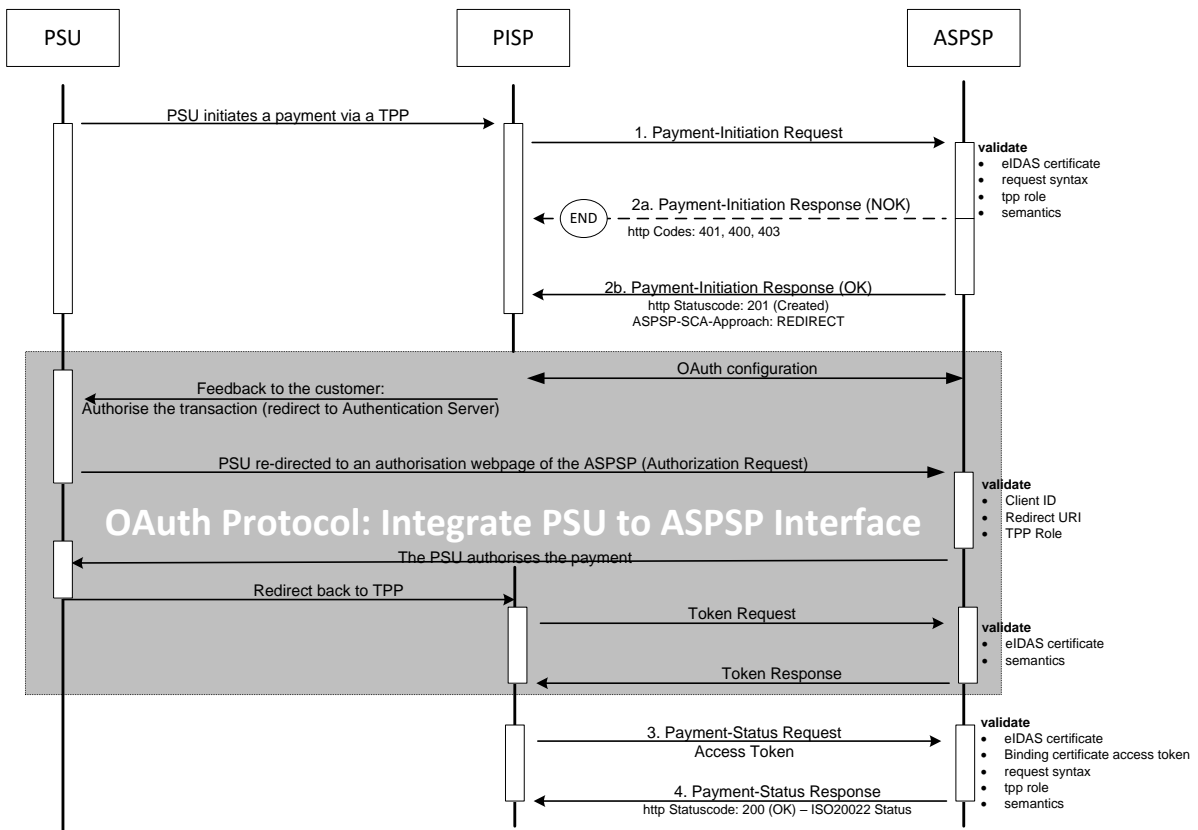 PSU
PISP
ASPSP
PSU initiates a payment via a TPP
1. Payment-Initiation Request
validate
• eIDAS certificate
• request syntax
• tpp role
• semantics
2a. Payment-Initiation Response (NOK)
END
http Codes: 401, 400, 403
2b. Payment-Initiation Response (OK)
http Statuscode: 201 (Created)
ASPSP-SCA-Approach: REDIRECT
OAuth configuration
Feedback to the customer:
Authorise the transaction (redirect to Authentication Server)
PSU re-directed to an authorisation webpage of the ASPSP (Authorization Request)
validate
• Client ID
• Redirect URI
• TPP Role
OAuth Protocol: Integrate PSU to ASPSP Interface
The PSU authorises the payment
Redirect back to TPP
Token Request
validate
• eIDAS certificate
• semantics
Token Response
3. Payment-Status Request
Access Token
validate
• eIDAS certificate
• Binding certificate access token
• request syntax
• tpp role
• semantics
4. Payment-Status Response
http Statuscode: 200 (OK) – ISO20022 Status